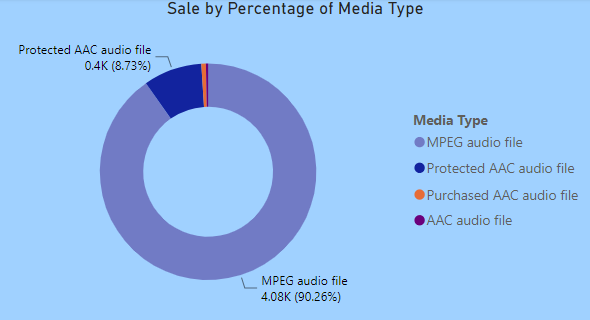 Sale by Percentage of Media Type
Protected AAC audio file
0.4K (8.73%)
Media Type
MPEG audio file
Protected AAC audio file
Purchased AAC audio file
AAC audio file
MPEG audio file
4.08K (90.26%)